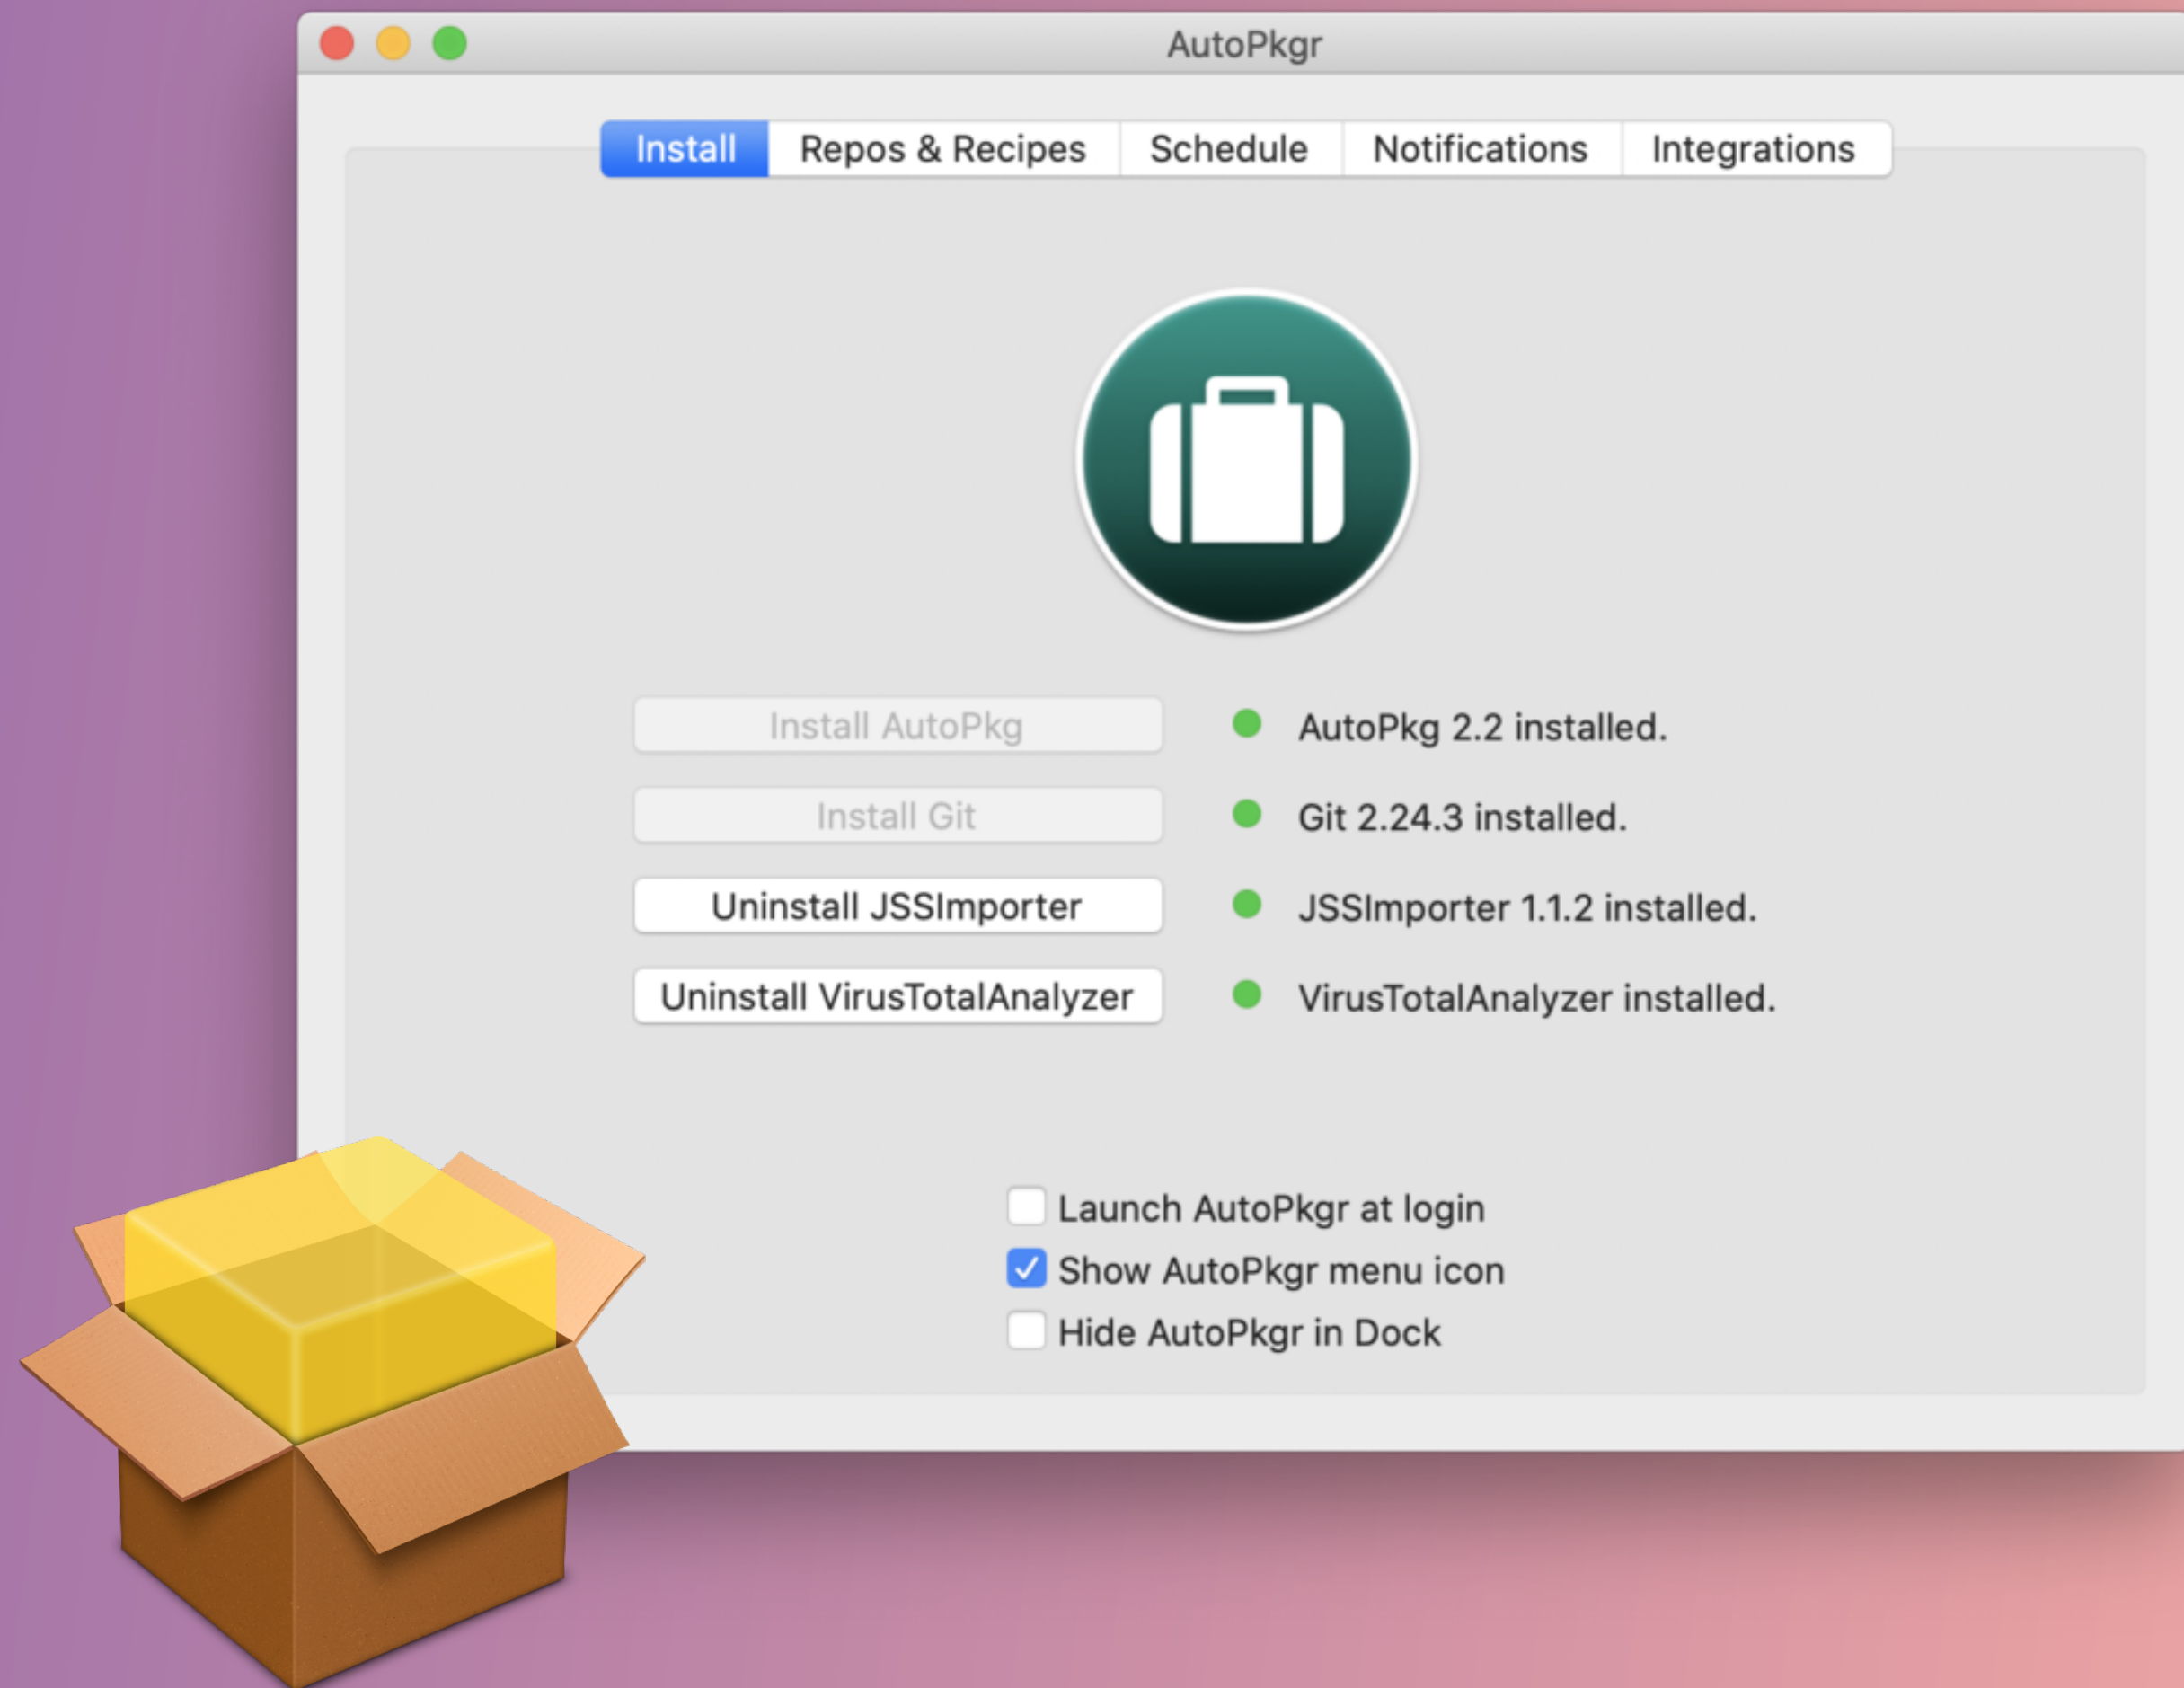 AutoPkgr
Install Repos & Recipes Schedule Notifications Integrations
Install AutoPkg AutoPkg 2.2 installed.
Install Git Git 2.24.3 installed.
Uninstall JSSImporter JSSImporter 1.1.2 installed.
Uninstall VirusTotalAnalyzer VirusTotalAnalyzer installed.
Launch AutoPkgr at login
Show AutoPkgr menu icon
Hide AutoPkgr in Dock